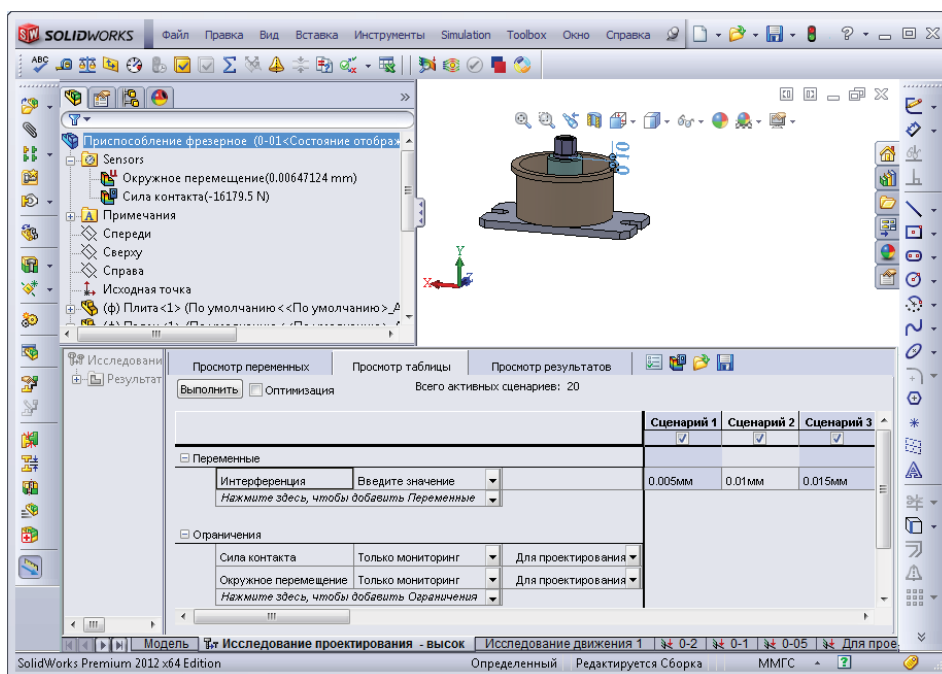 SOLIDWORKS Файл Правка Вид Вставка Инструменты Simulation Toolbox Окно Справка
Приспособление фрезерное (0-01<Состояние отображ
Sensors
Окружное перемещение(0.00647124 mm)
Сила контакта(-16179.5 N)
Примечания
Спереди
Сверху
Справа
Исходная точка
(ф) Плита<1> (По умолчанию<<По умолчанию>_
10
Y
X
Z
Исследовани
Результат
Просмотр переменных Просмотр таблицы Просмотр результатов
Выполнить Оптимизация Всего активных сценариев: 20
Сценарий 1 Сценарий 2 Сценарий 3
Переменные
Интерференция Введите значение 0.005мм 0.01мм 0.015мм
Нажмите здесь, чтобы добавить Переменные
Ограничения
Сила контакта Только мониторинг Для проектирования
Окружное перемещение Только мониторинг Для проектирования
Нажмите здесь, чтобы добавить Ограничения
Модель Исследование проектирования - высок Исследование движения 1 0-2 0-1 0-05 Для прое
SolidWorks Premium 2012 x64 Edition Определенный Редактируется Сборка ММГС